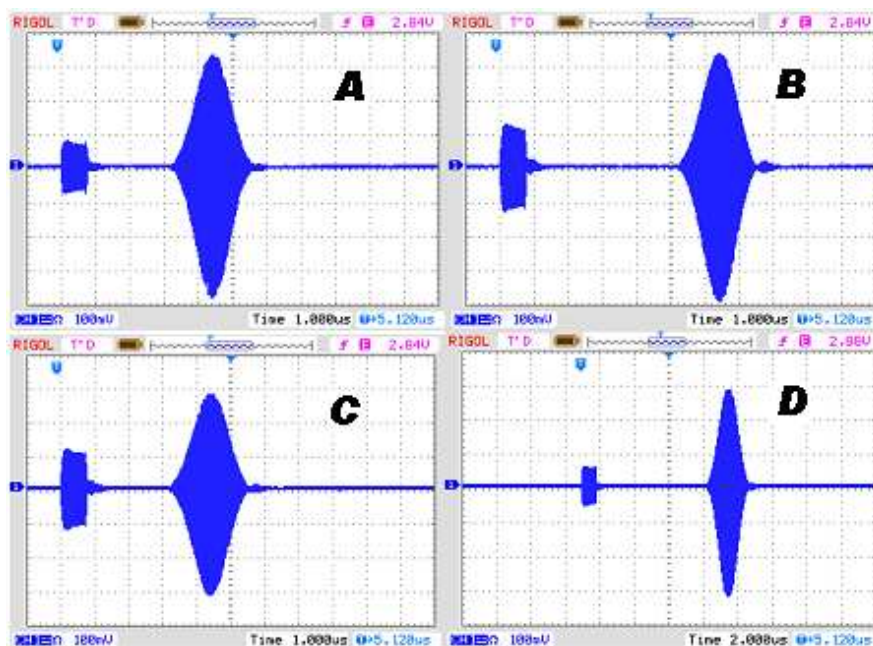 RIGOL T'D 2.84V
A
100mV Time 1.000us 5.120us
RIGOL T'D 2.84V
B
100mV Time 1.000us 5.120us
RIGOL T'D 2.84V
C
100mV Time 1.000us 5.120us
RIGOL T'D 2.88V
D
100mV Time 2.000us 5.120us